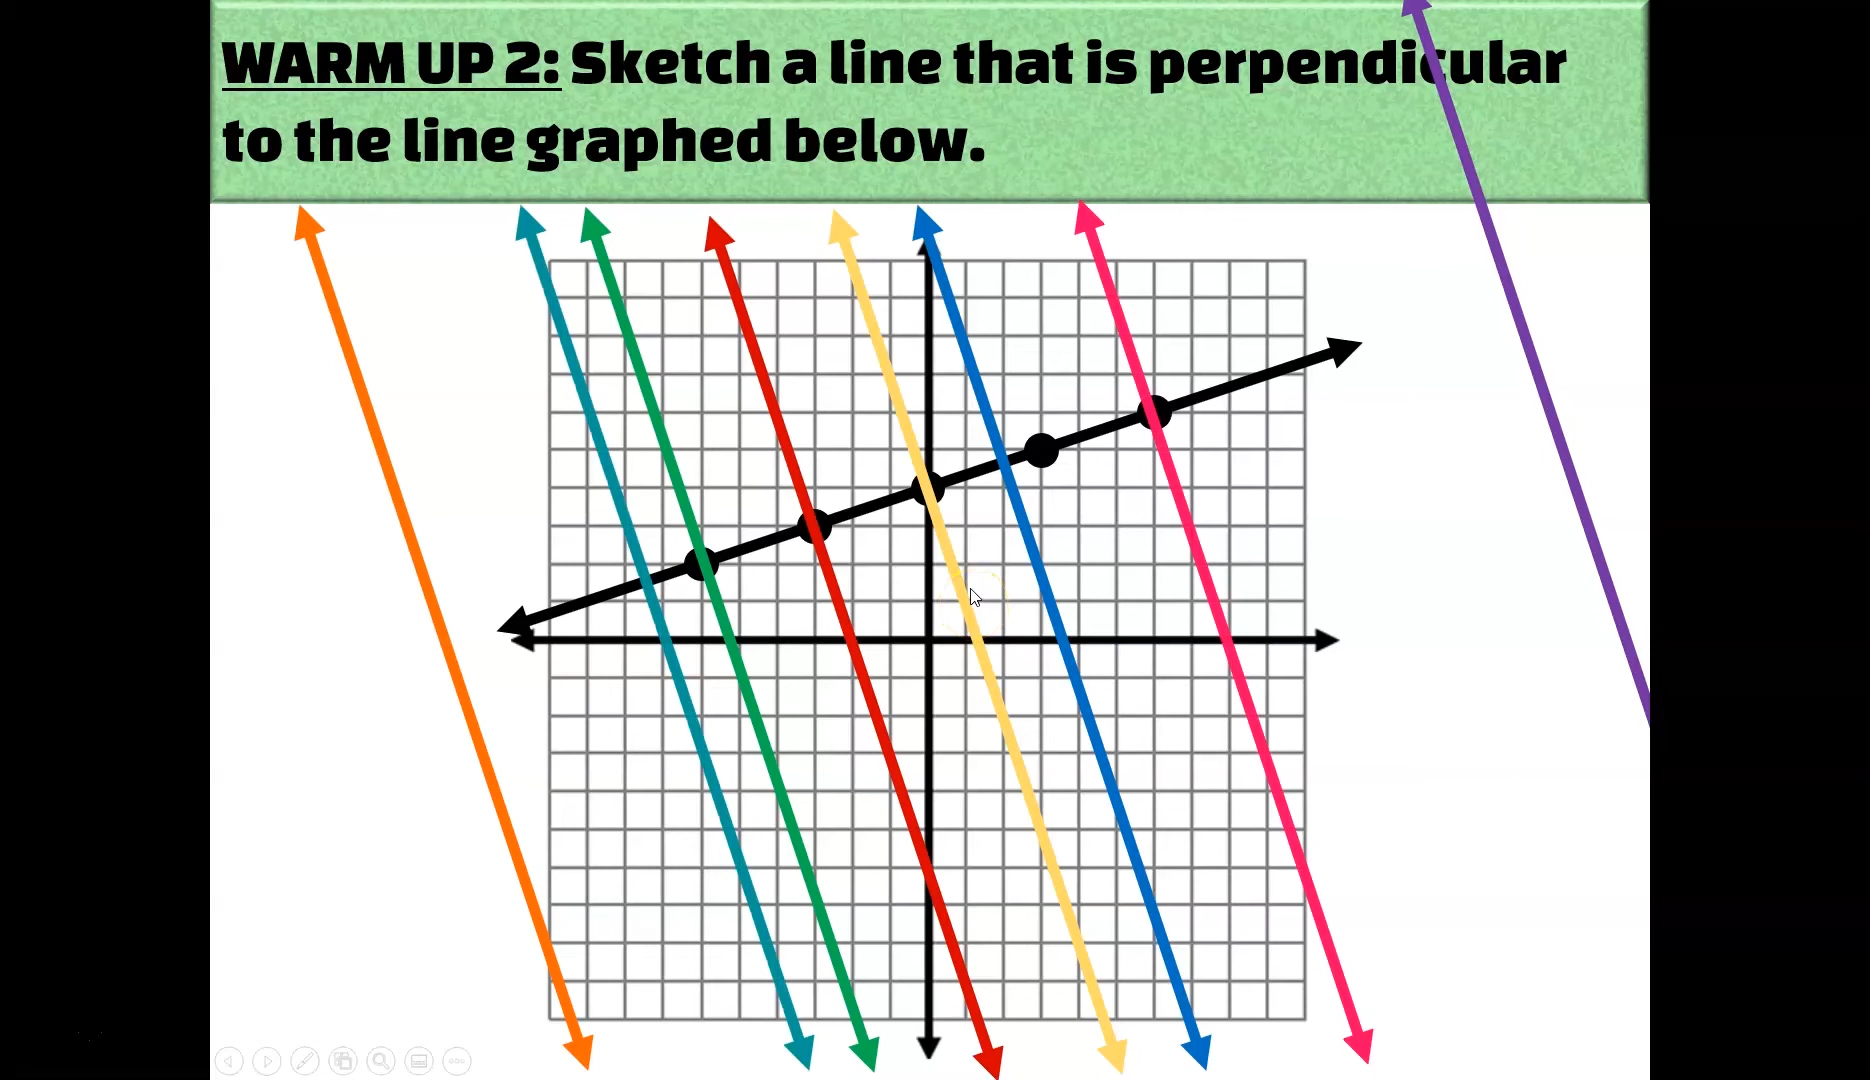 WARM UP 2: Sketch a line that is perpendicular
to the line graphed below.